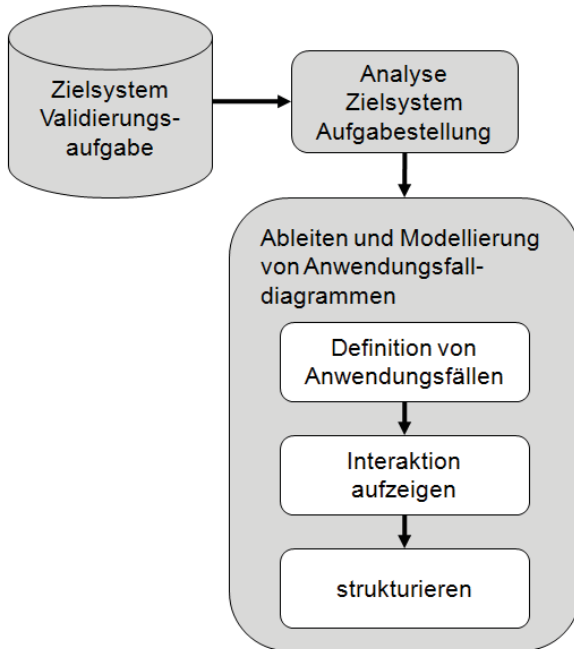 Zielsystem
Validierungs-
aufgabe
Analyse
Zielsystem
Aufgabestellung
Ableiten und Modellierung
von Anwendungsfall-
diagrammen
Definition von
Anwendungsfällen
Interaktion
aufzeigen
strukturieren